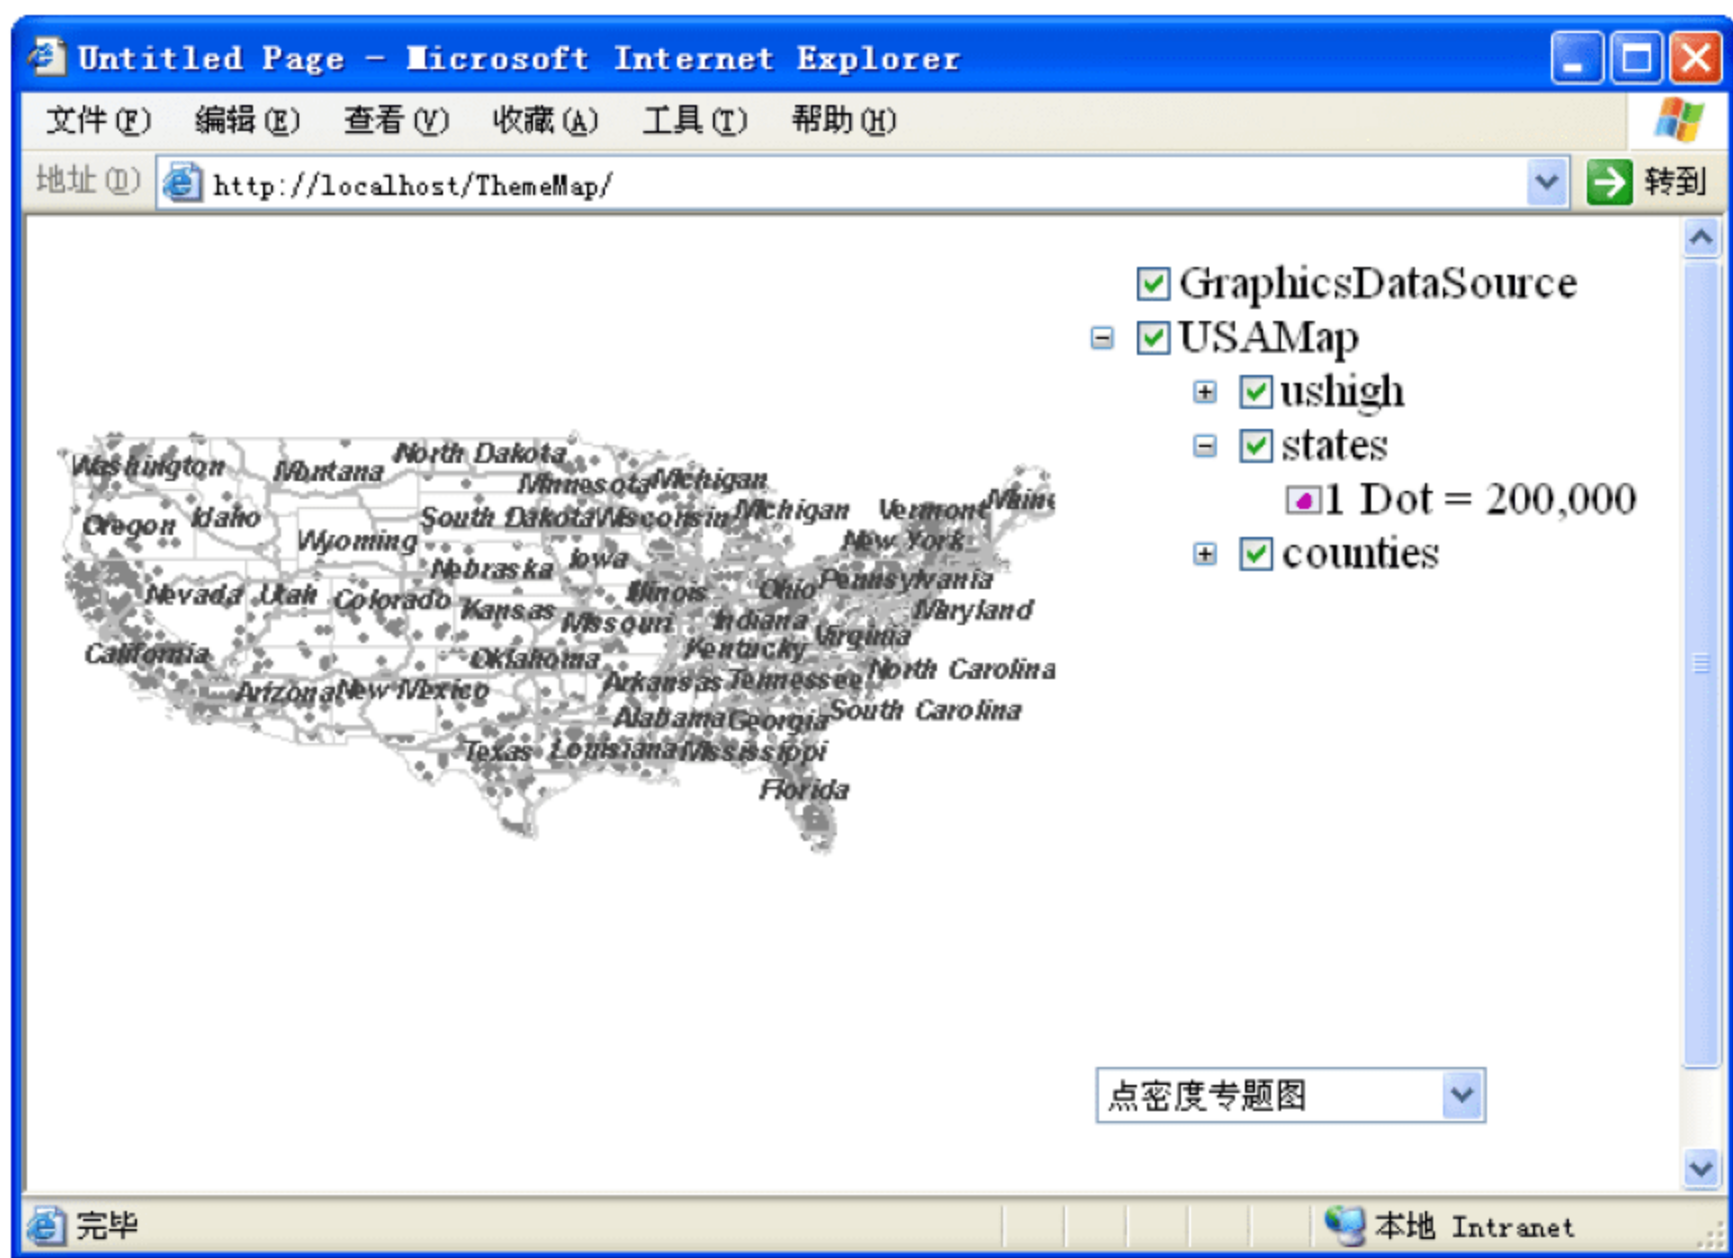 Untitled Page - Microsoft Internet Explorer
文件(F) 编辑(E) 查看(V) 收藏(A) 工具(T) 帮助(H)
地址(D) http://localhost/ThemeMap/ 转到
GraphicsDataSource
USAMap
ushigh
states
1 Dot = 200,000
counties
Washington Montana North Dakota
Minnesota Michigan
Oregon Idaho South Dakota Wisconsin Michigan Vermont Maine
Wyoming Iowa New York
Nebraska
Nevada Utah Colorado Kansas Illinois Ohio Pennsylvania
Missouri Indiana Maryland
California Oklahoma Kentucky Virginia
Arizona New Mexico Arkansas Tennessee North Carolina
Alabama Georgia South Carolina
Texas Louisiana Mississippi
Florida
点密度专题图
完毕 本地 Intranet